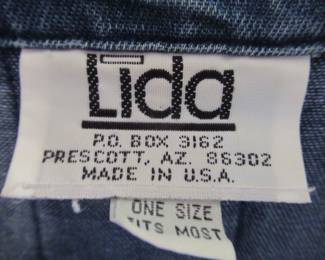 Lida
P.O. BOX 3162
PRESCOTT, AZ. 86302
MADE IN U.S.A.
ONE SIZE
FITS MOST